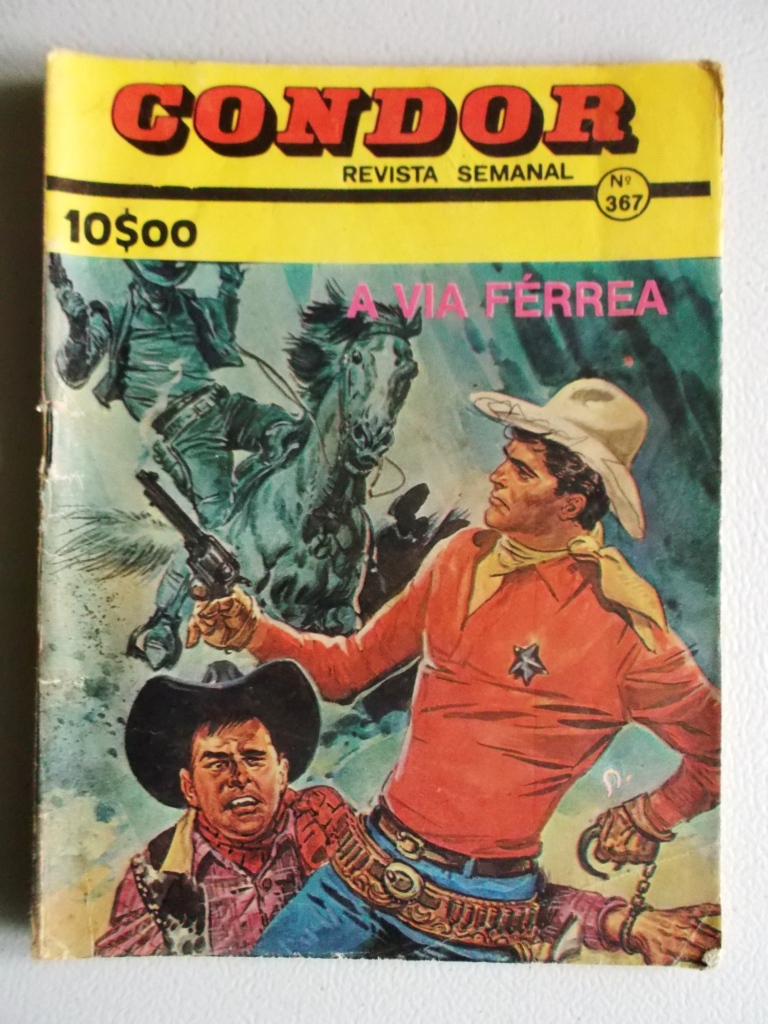 CONDOR
REVISTA SEMANAL
Nº
367
10$00
A VIA FÉRREA